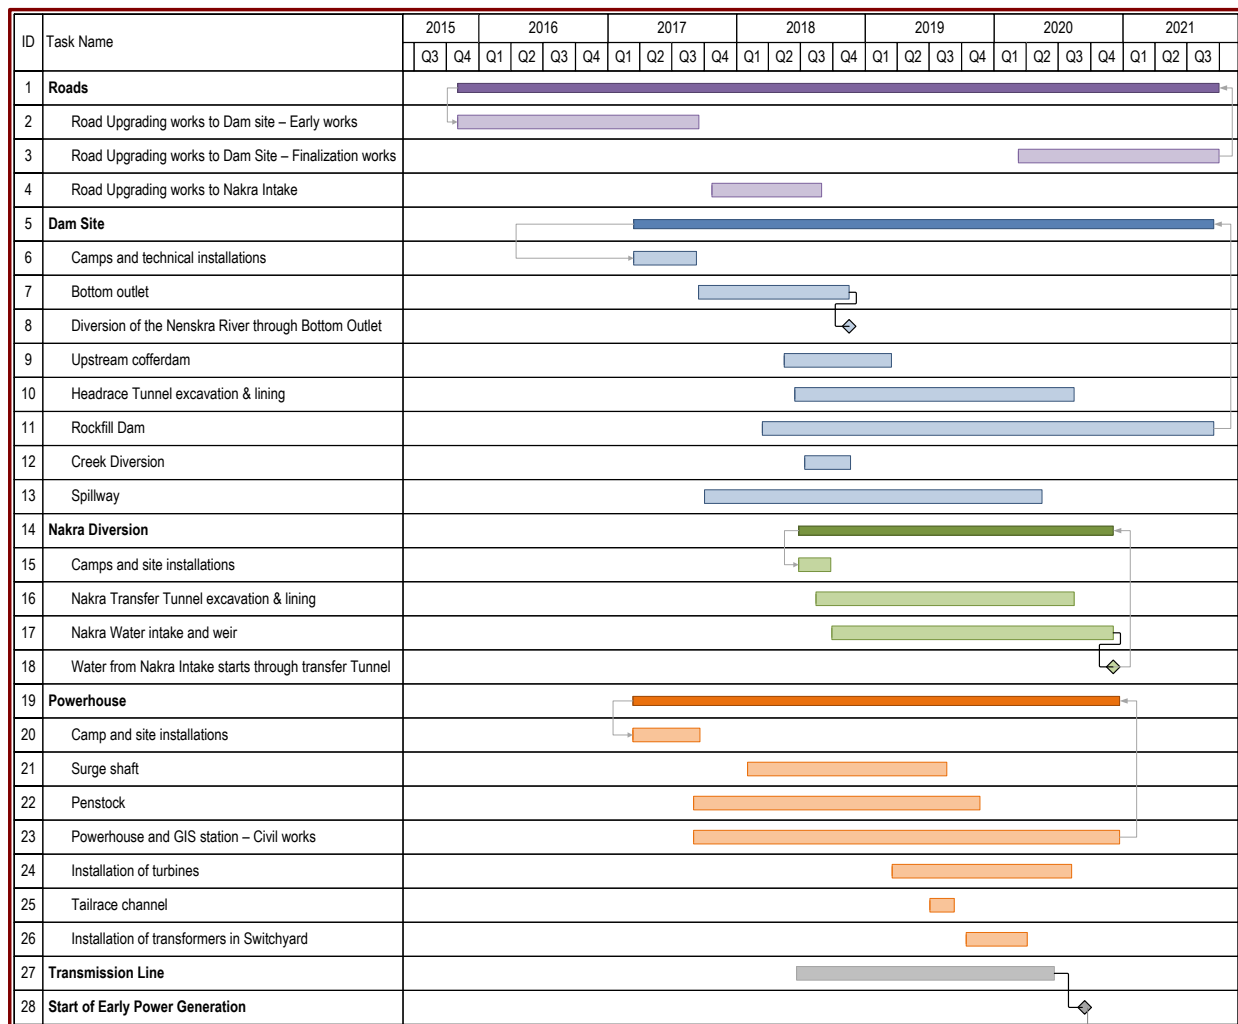 ID Task Name 2015 2016 2017 2018 2019 2020 2021
Q3 Q4 Q1 Q2 Q3 Q4 Q1 Q2 Q3 Q4 Q1 Q2 Q3 Q4 Q1 Q2 Q3 Q4 Q1 Q2 Q3 Q4 Q1 Q2 Q3
1 Roads
2 Road Upgrading works to Dam site – Early works
3 Road Upgrading works to Dam Site – Finalization works
4 Road Upgrading works to Nakra Intake
5 Dam Site
6 Camps and technical installations
7 Bottom outlet
8 Diversion of the Nenskra River through Bottom Outlet
9 Upstream cofferdam
10 Headrace Tunnel excavation & lining
11 Rockfill Dam
12 Creek Diversion
13 Spillway
14 Nakra Diversion
15 Camps and site installations
16 Nakra Transfer Tunnel excavation & lining
17 Nakra Water intake and weir
18 Water from Nakra Intake starts through transfer Tunnel
19 Powerhouse
20 Camp and site installations
21 Surge shaft
22 Penstock
23 Powerhouse and GIS station – Civil works
24 Installation of turbines
25 Tailrace channel
26 Installation of transformers in Switchyard
27 Transmission Line
28 Start of Early Power Generation